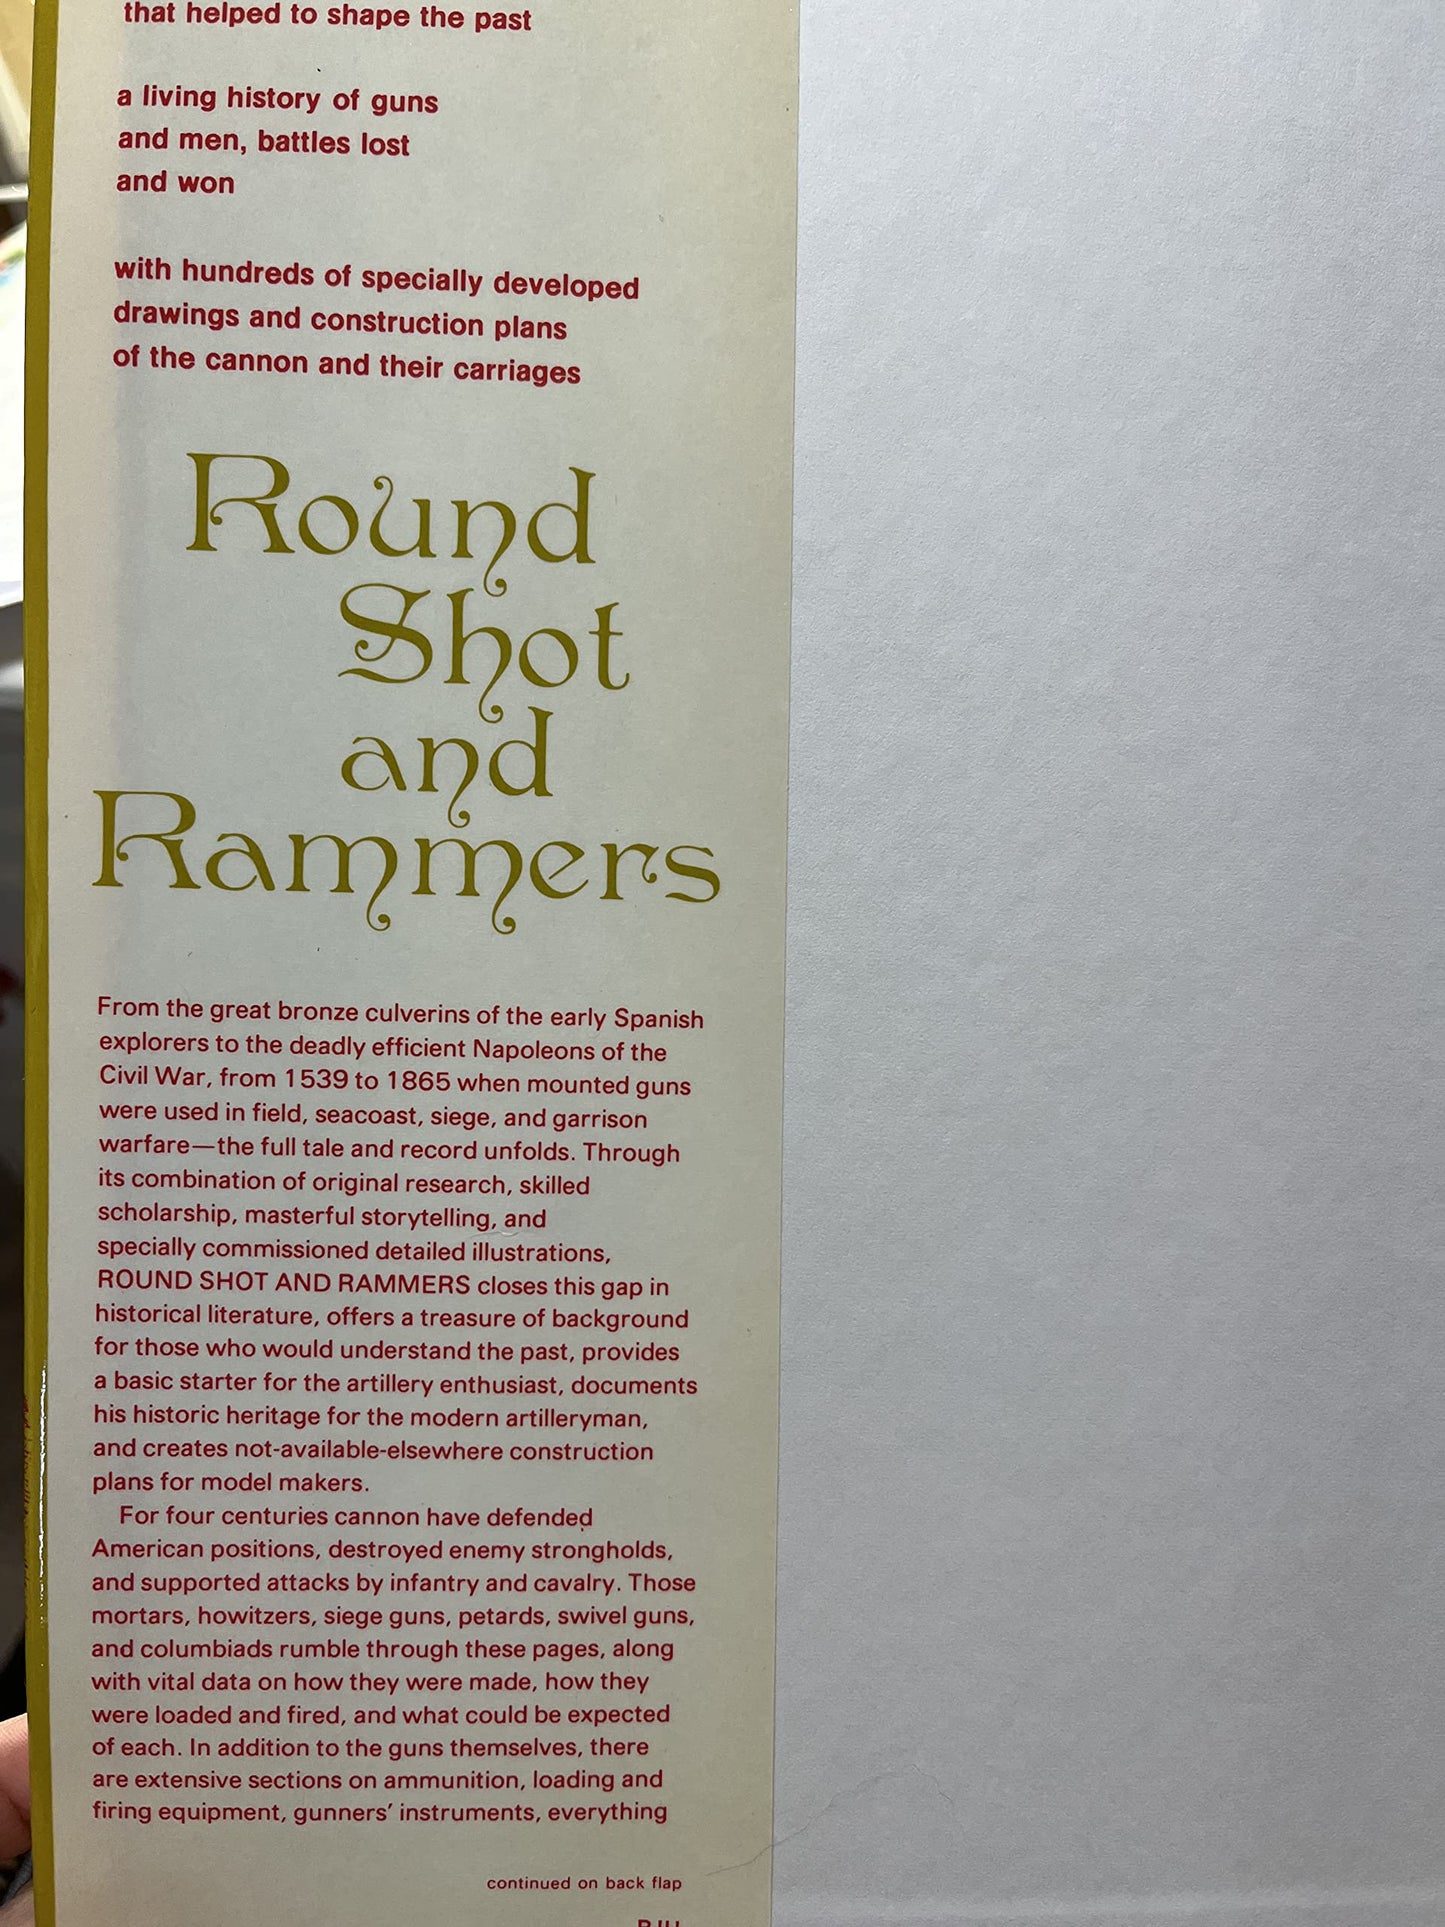 that helped to shape the past
a living history of guns
and men, battles lost
and won
with hundreds of specially developed
drawings and construction plans
of the cannon and their carriages
Round
Shot
and
Rammers
From the great bronze culverins of the early Spanish
explorers to the deadly efficient Napoleons of the
Civil War, from 1539 to 1865 when mounted guns
were used in field, seacoast, siege, and garrison
warfare—the full tale and record unfolds. Through
its combination of original research, skilled
scholarship, masterful storytelling, and
specially commissioned detailed illustrations,
ROUND SHOT AND RAMMERS closes this gap in
historical literature, offers a treasure of background
for those who would understand the past, provides
a basic starter for the artillery enthusiast, documents
his historic heritage for the modern artilleryman,
and creates not-available-elsewhere construction
plans for model makers.
For four centuries cannon have defended
American positions, destroyed enemy strongholds,
and supported attacks by infantry and cavalry. Those
mortars, howitzers, siege guns, petards, swivel guns,
and columbiads rumble through these pages, along
with vital data on how they were made, how they
were loaded and fired, and what could be expected
of each. In addition to the guns themselves, there
are extensive sections on ammunition, loading and
firing equipment, gunners' instruments, everything
continued on back flap